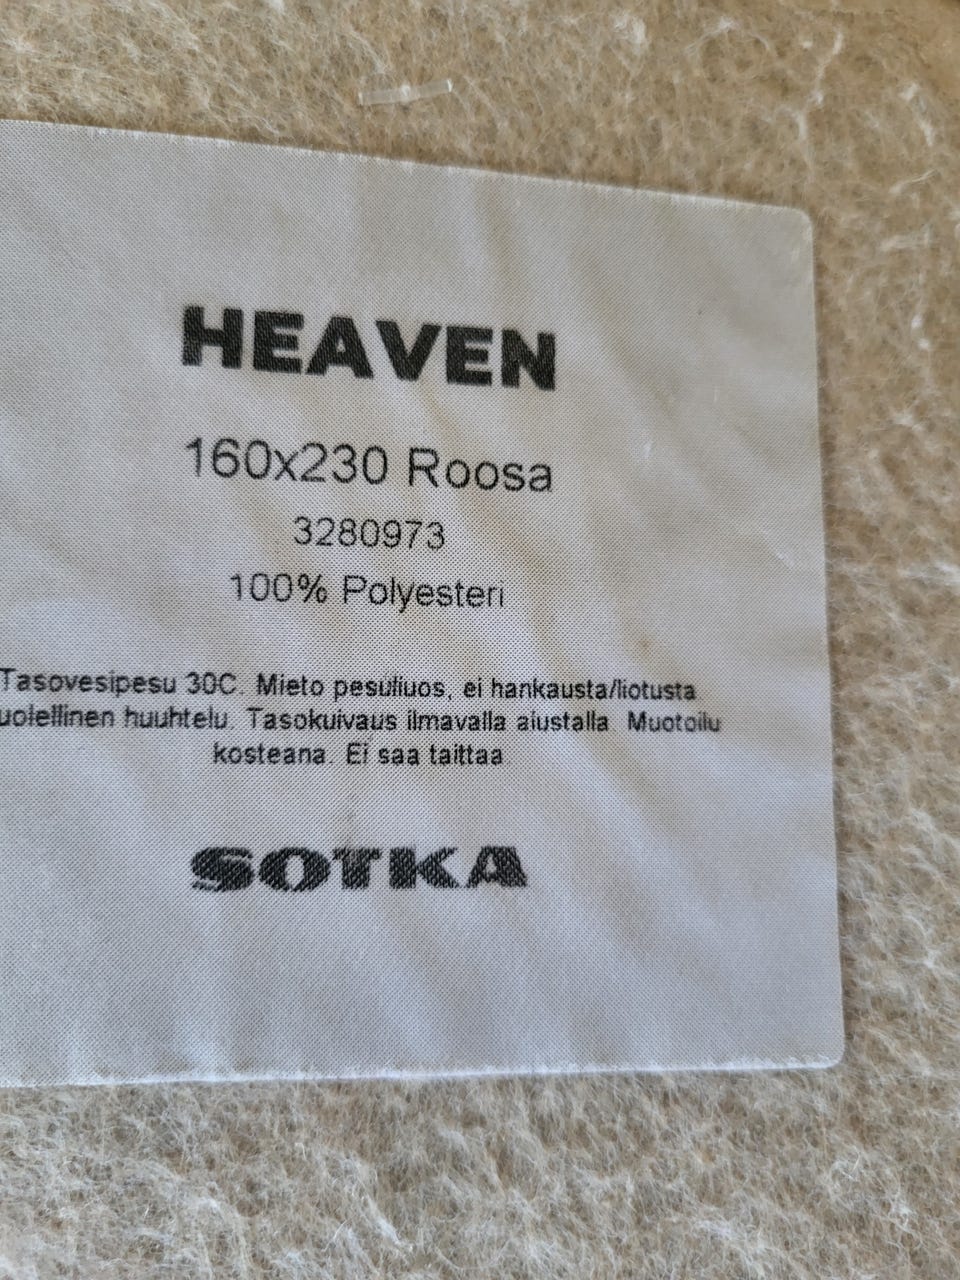 HEAVEN
160x230 Roosa
3280973
100% Polyesteri
Tasovesipesu 30C. Mieto pesuliuos, ei hankausta/liotusta
uolellinen huuhtelu. Tasokuivaus ilmavalla alustalla. Muotoilu
kosteana. Ei saa taittaa.
SOTKA